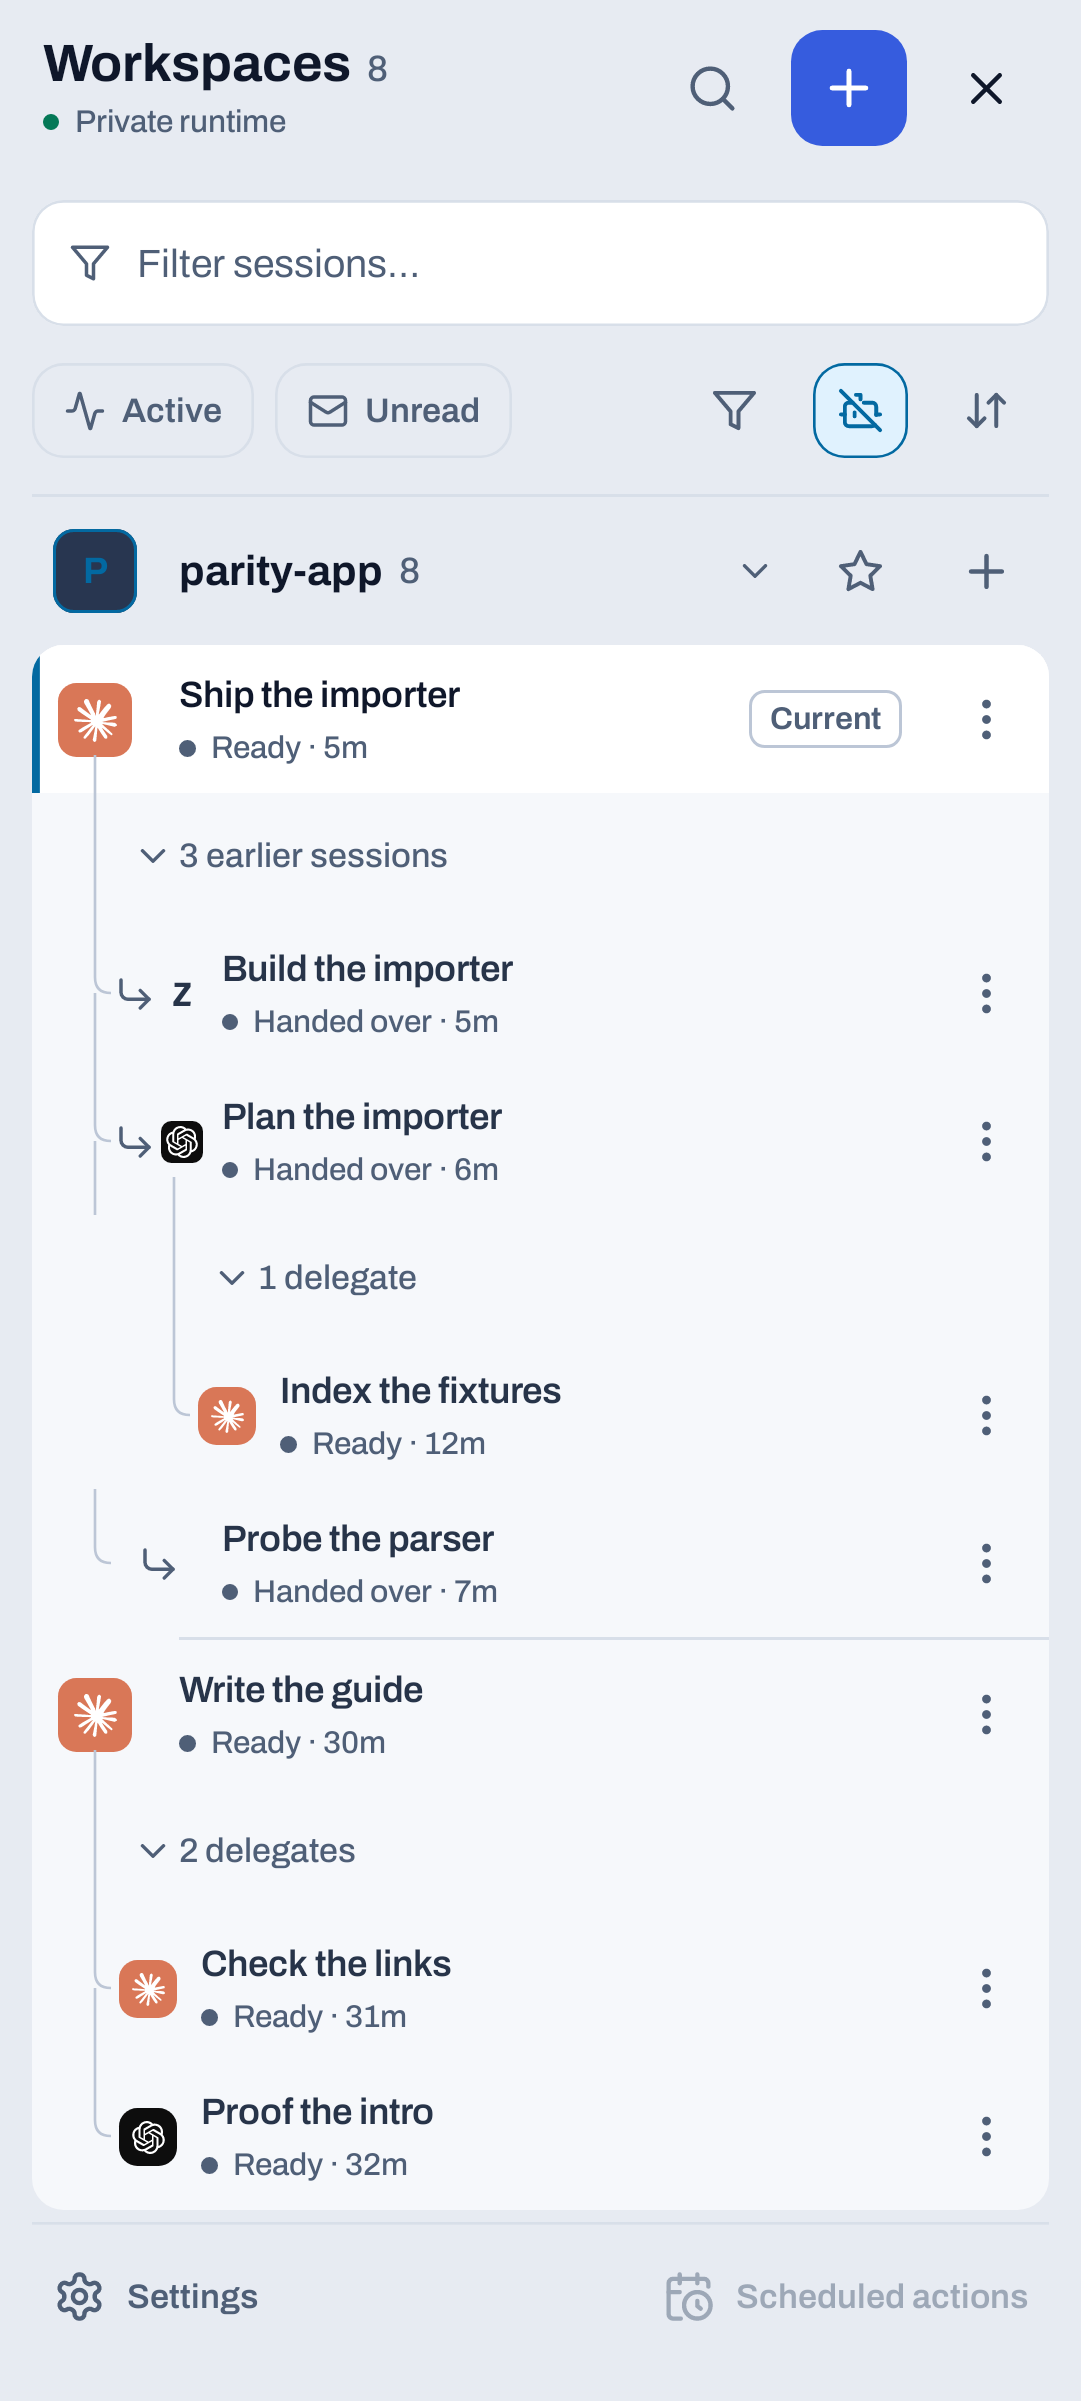 Workspaces 8
Private runtime
Filter sessions...
Active
Unread
P
parity-app 8
Ship the importer
Ready · 5m
Current
3 earlier sessions
Z
Build the importer
Handed over · 5m
Plan the importer
Handed over · 6m
1 delegate
Index the fixtures
Ready · 12m
Probe the parser
Handed over · 7m
Write the guide
Ready · 30m
2 delegates
Check the links
Ready · 31m
Proof the intro
Ready · 32m
Settings
Scheduled actions